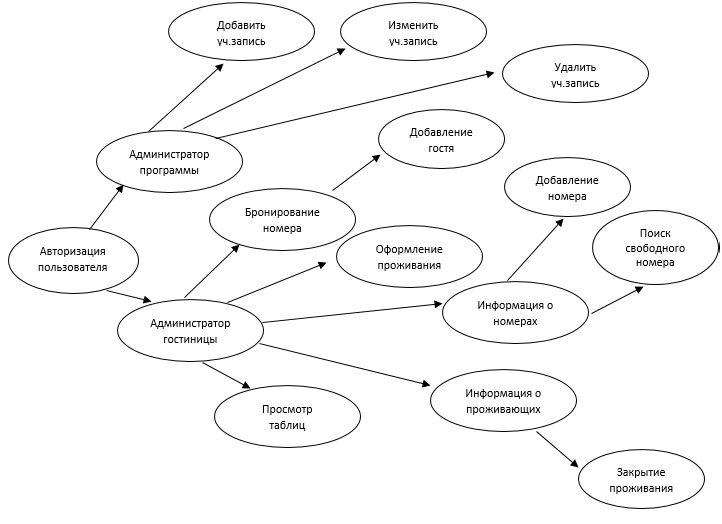 Добавить
уч.запись
Изменить
уч.запись
Удалить
уч.запись
Администратор
программы
Добавление
гостя
Бронирование
номера
Добавление
номера
Авторизация
пользователя
Оформление
проживания
Поиск
свободного
номера
Администратор
гостиницы
Информация о
номерах
Просмотр
таблиц
Информация о
проживающих
Закрытие
проживания